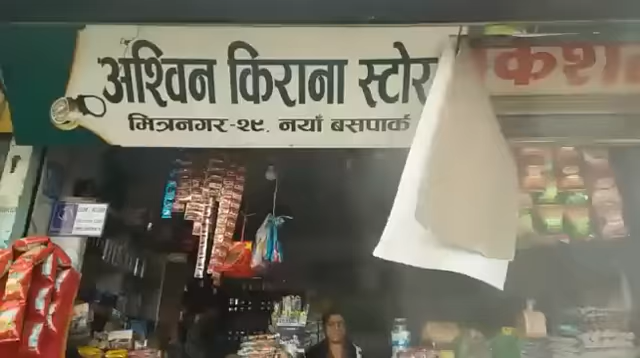 अश्विन किराना स्टोर
मित्रनगर-२९. नयाँ बसपार्क